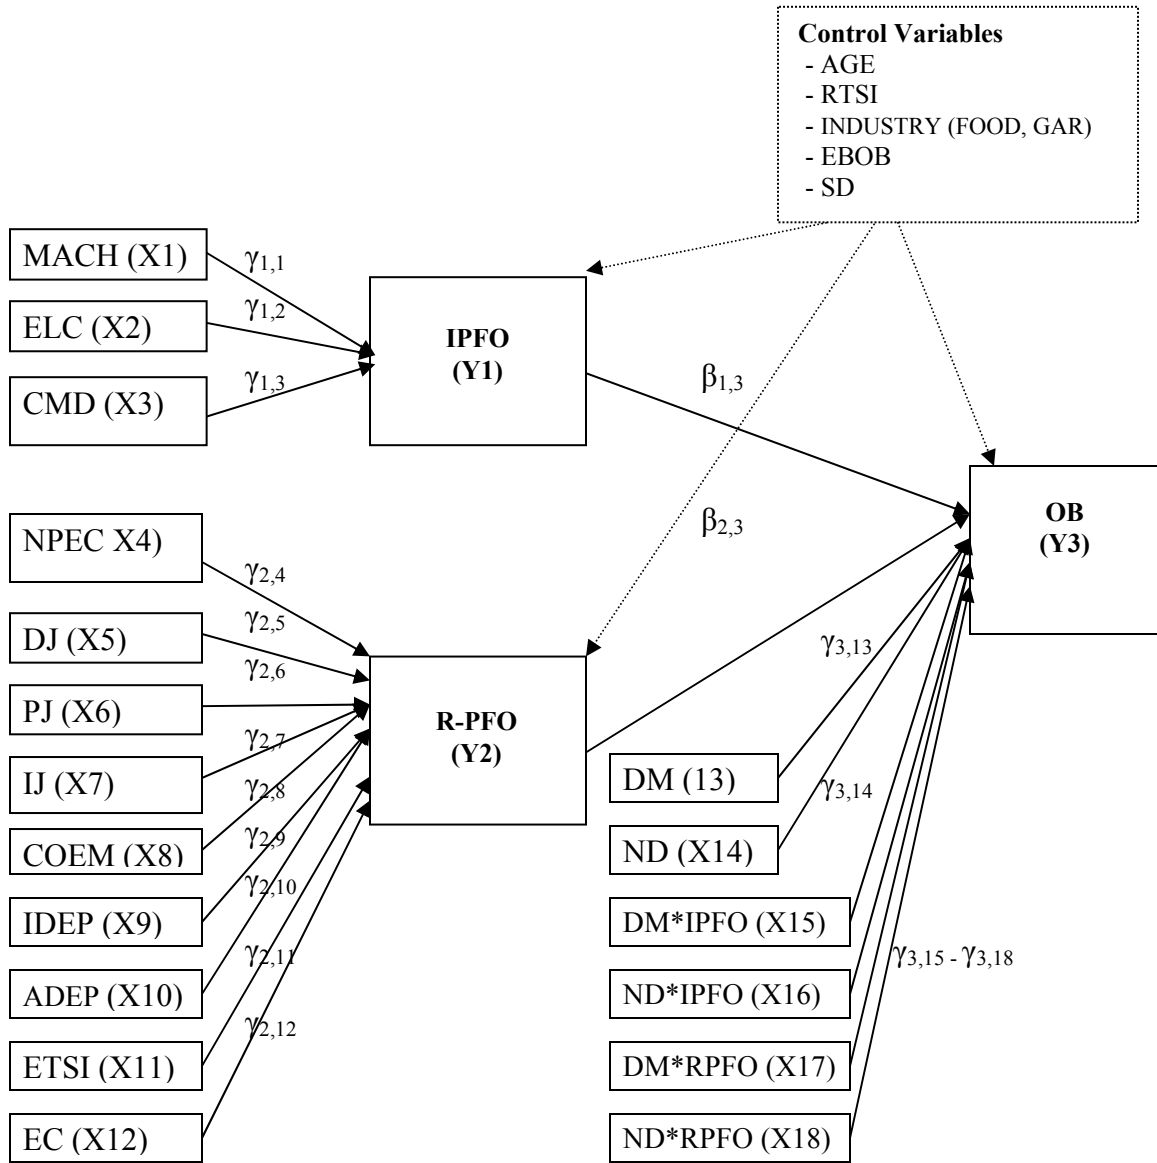 Control Variables
- AGE
- RTSI
- INDUSTRY (FOOD, GAR)
- EBOB
- SD
MACH (X1)
γ1,1
ELC (X2)
γ1,2
CMD (X3)
γ1,3
IPFO
(Y1)
β1,3
NPEC X4)
γ2,4
DJ (X5)
γ2,5
PJ (X6)
γ2,6
IJ (X7)
γ2,7
COEM (X8)
γ2,8
IDEP (X9)
γ2,9
ADEP (X10)
γ2,10
ETSI (X11)
γ2,11
EC (X12)
γ2,12
R-PFO
(Y2)
β2,3
OB
(Y3)
DM (13)
γ3,13
ND (X14)
γ3,14
DM*IPFO (X15)
ND*IPFO (X16)
DM*RPFO (X17)
ND*RPFO (X18)
γ3,15 - γ3,18